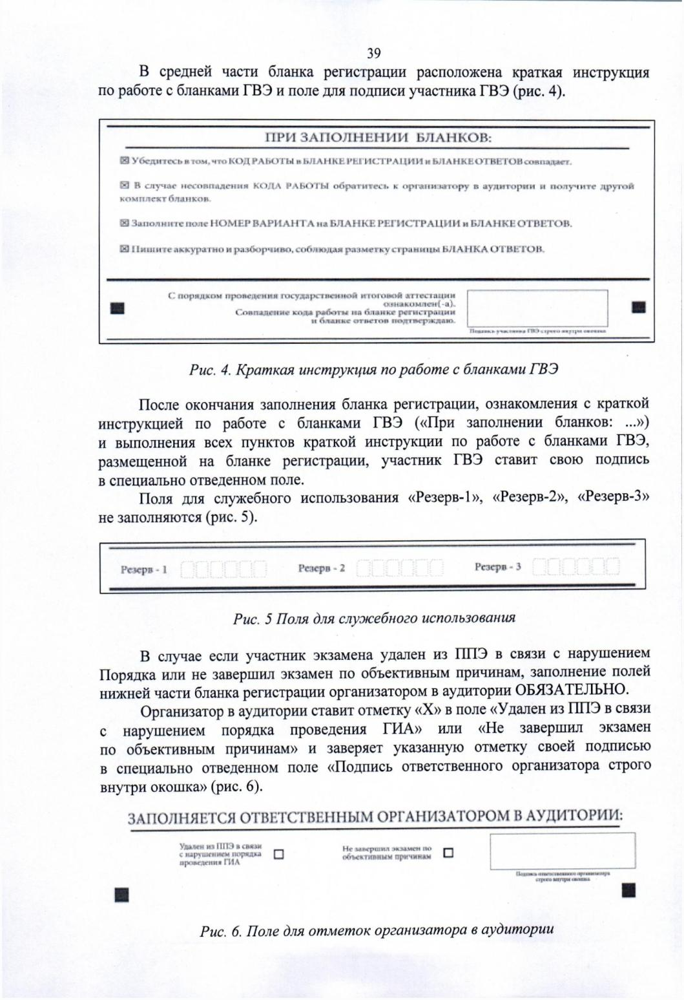 39
В средней части бланка регистрации расположена краткая инструкция
по работе с бланками ГВЭ и поле для подписи участника ГВЭ (рис. 4).
ПРИ ЗАПОЛНЕНИИ БЛАНКОВ:
☒ Убедитесь в том, что КОД РАБОТЫ в БЛАНКЕ РЕГИСТРАЦИИ и БЛАНКЕ ОТВЕТОВ совпадает.
☒ В случае несовпадения КОДА РАБОТЫ обратитесь к организатору в аудитории и получите другой
комплект бланков.
☒ Заполните поле НОМЕР ВАРИАНТА на БЛАНКЕ РЕГИСТРАЦИИ и БЛАНКЕ ОТВЕТОВ.
☒ Пишите аккуратно и разборчиво, соблюдая разметку страницы БЛАНКА ОТВЕТОВ.
С порядком проведения государственной итоговой аттестации
ознакомлен(-а).
Совпадение кода работы на бланке регистрации
и бланке ответов подтверждаю.
Подпись участника ГВЭ строго внутри окошка
Рис. 4. Краткая инструкция по работе с бланками ГВЭ
После окончания заполнения бланка регистрации, ознакомления с краткой
инструкцией по работе с бланками ГВЭ («При заполнении бланков: ...»)
и выполнения всех пунктов краткой инструкции по работе с бланками ГВЭ,
размещенной на бланке регистрации, участник ГВЭ ставит свою подпись
в специально отведенном поле.
Поля для служебного использования «Резерв-1», «Резерв-2», «Резерв-3»
не заполняются (рис. 5).
Резерв - 1 Резерв - 2 Резерв - 3
Рис. 5 Поля для служебного использования
В случае если участник экзамена удален из ППЭ в связи с нарушением
Порядка или не завершил экзамен по объективным причинам, заполнение полей
нижней части бланка регистрации организатором в аудитории ОБЯЗАТЕЛЬНО.
Организатор в аудитории ставит отметку «Х» в поле «Удален из ППЭ в связи
с нарушением порядка проведения ГИА» или «Не завершил экзамен
по объективным причинам» и заверяет указанную отметку своей подписью
в специально отведенном поле «Подпись ответственного организатора строго
внутри окошка» (рис. 6).
ЗАПОЛНЯЕТСЯ ОТВЕТСТВЕННЫМ ОРГАНИЗАТОРОМ В АУДИТОРИИ:
Удален из ППЭ в связи
с нарушением порядка
проведения ГИА
Не завершил экзамен по
объективным причинам
Подпись ответственного организатора
строго внутри окошка
Рис. 6. Поле для отметок организатора в аудитории